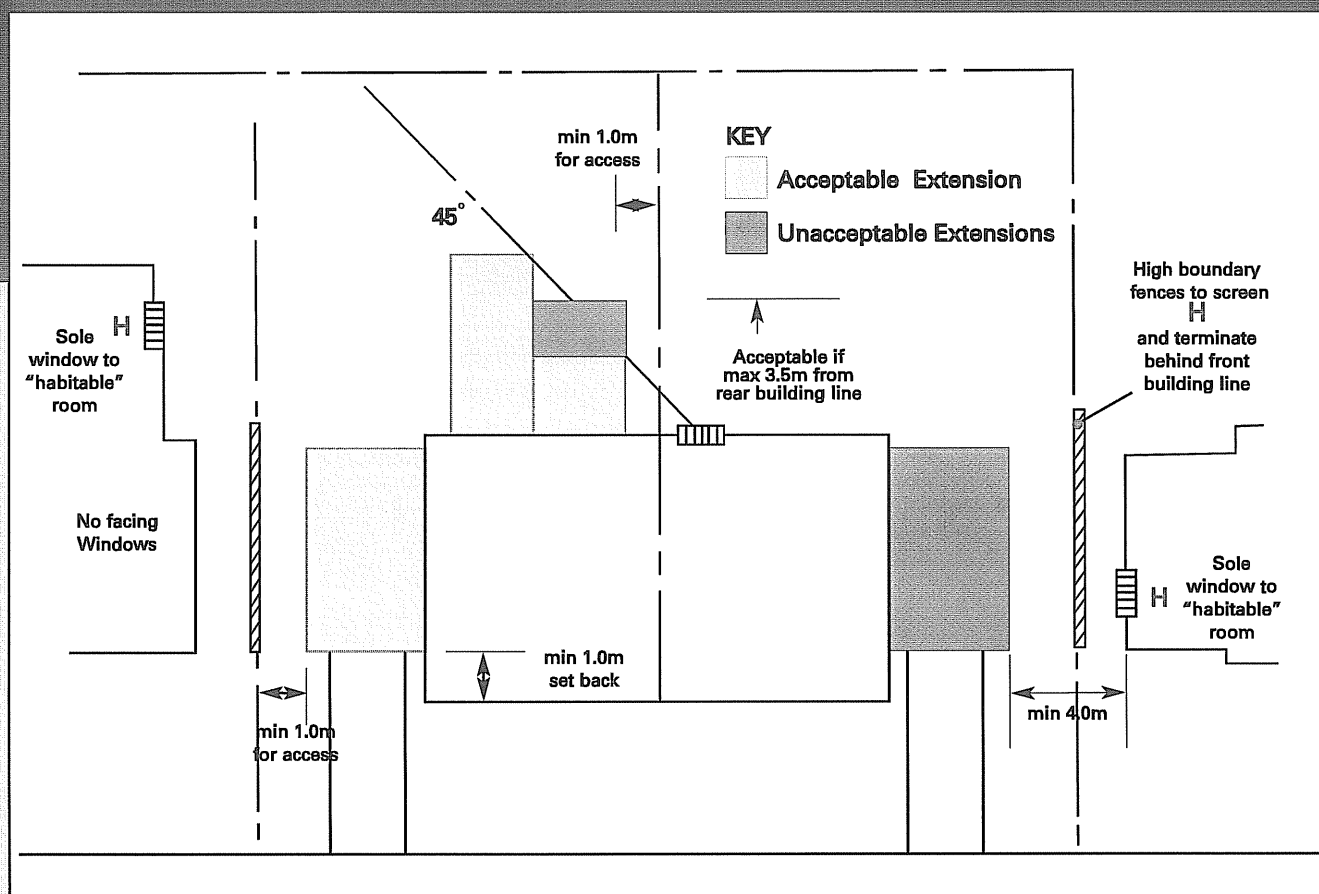 min 1.0m
for access
KEY
Acceptable Extension
45°
Unacceptable Extensions
High boundary
fences to screen
H
and terminate
behind front
building line
H
Sole
window to
"habitable"
room
Acceptable if
max 3.5m from
rear building line
No facing
Windows
H
Sole
window to
"habitable"
room
min 1.0m
set back
min 1.0m
for access
min 4.0m